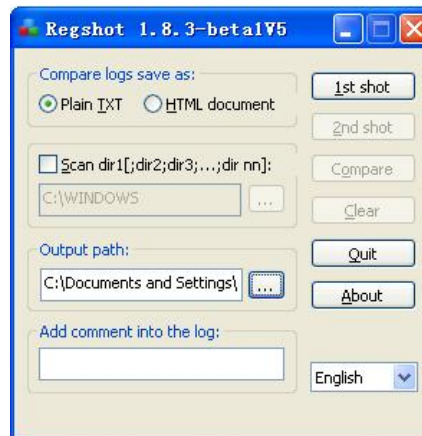 Regshot 1.8.3-beta1V5
Compare logs save as:
Plain TXT
HTML document
1st shot
2nd shot
Scan dir1[;dir2;dir3;...;dir nn]:
Compare
C:\WINDOWS
...
Clear
Output path:
Quit
C:\Documents and Settings\
...
About
Add comment into the log:
English